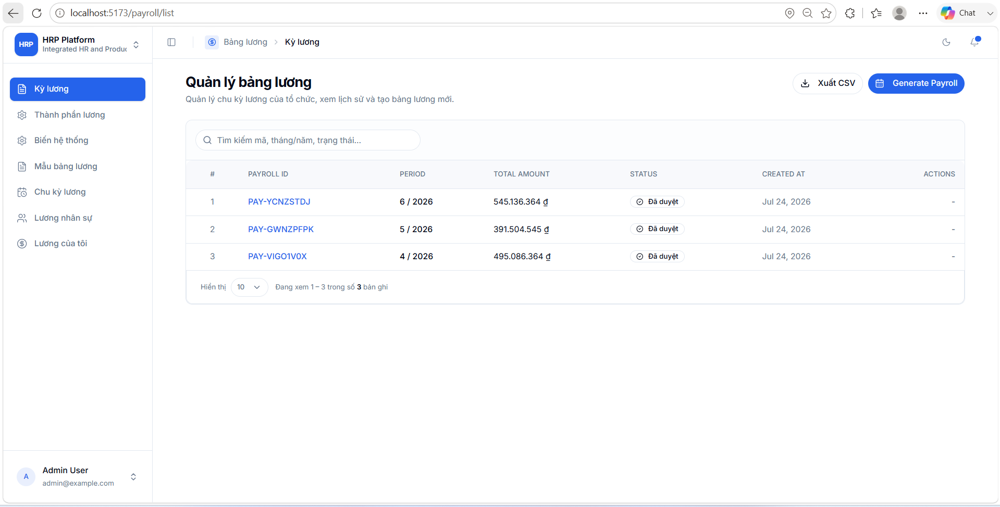 localhost:5173/payroll/list
Chat
HRP
HRP Platform
Integrated HR and Produc
Bảng lương
Kỳ lương
Kỳ lương
Thành phần lương
Biến hệ thống
Mẫu bảng lương
Chu kỳ lương
Lương nhân sự
Lương của tôi
Quản lý bảng lương
Quản lý chu kỳ lương của tổ chức, xem lịch sử và tạo bảng lương mới.
Xuất CSV
Generate Payroll
Tìm kiếm mã, tháng/năm, trạng thái...
# PAYROLL ID PERIOD TOTAL AMOUNT STATUS CREATED AT ACTIONS
1 PAY-YCNZSTDJ 6 / 2026 545.136.364 ₫ Đã duyệt Jul 24, 2026 -
2 PAY-GWNZPFPK 5 / 2026 391.504.545 ₫ Đã duyệt Jul 24, 2026 -
3 PAY-VIGO1V0X 4 / 2026 495.086.364 ₫ Đã duyệt Jul 24, 2026 -
Hiển thị 10 Đang xem 1 – 3 trong số 3 bản ghi
A
Admin User
admin@example.com